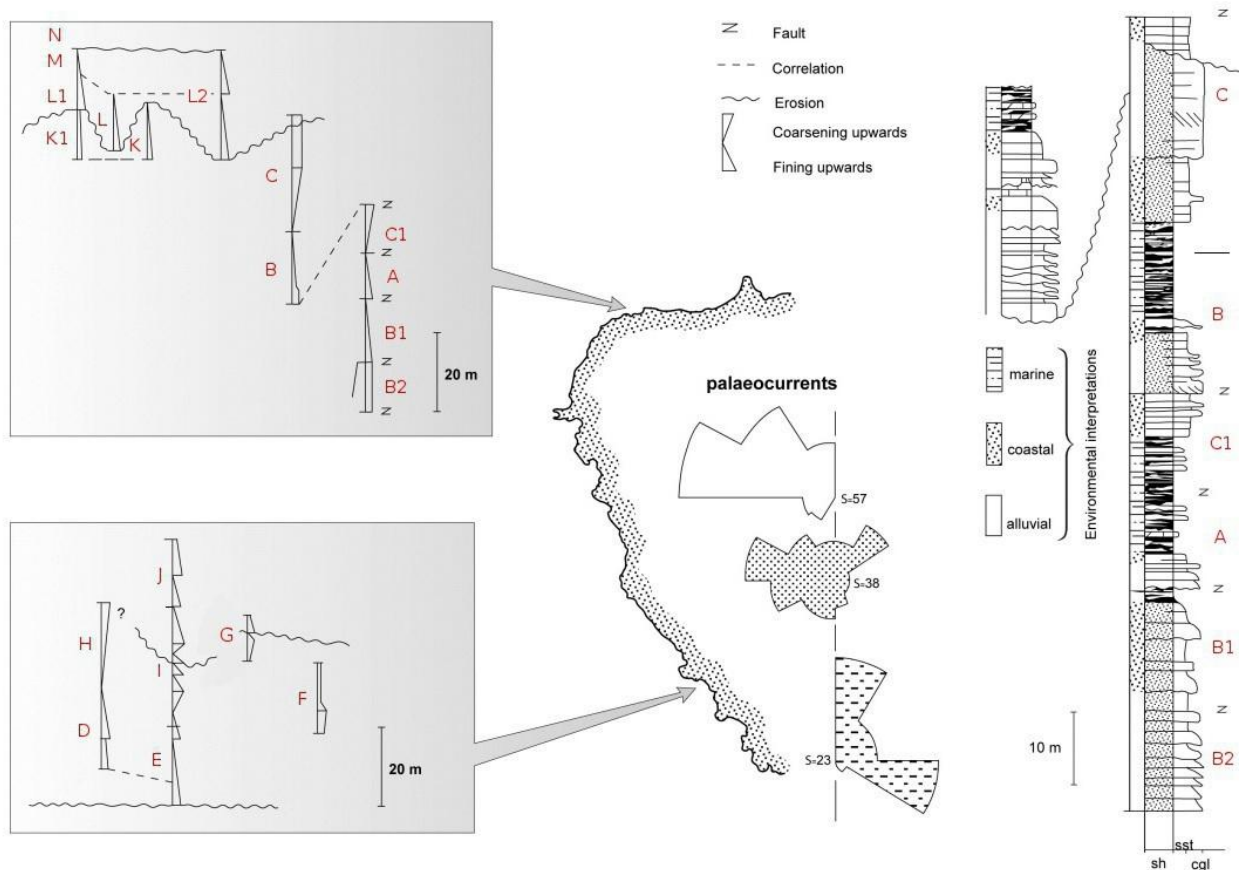 N
M
L1
L
L2
K1
K
C
B
C1
A
B1
B2
N
N
N
N
N
20 m
N Fault
Correlation
Erosion
Coarsening upwards
Fining upwards
J
H
?
G
I
F
D
E
20 m
palaeocurrents
S=57
S=38
S=23
marine
coastal
alluvial
Environmental interpretations
10 m
N
C
B
N
C1
N
A
N
B1
N
B2
sst
sh
cgl